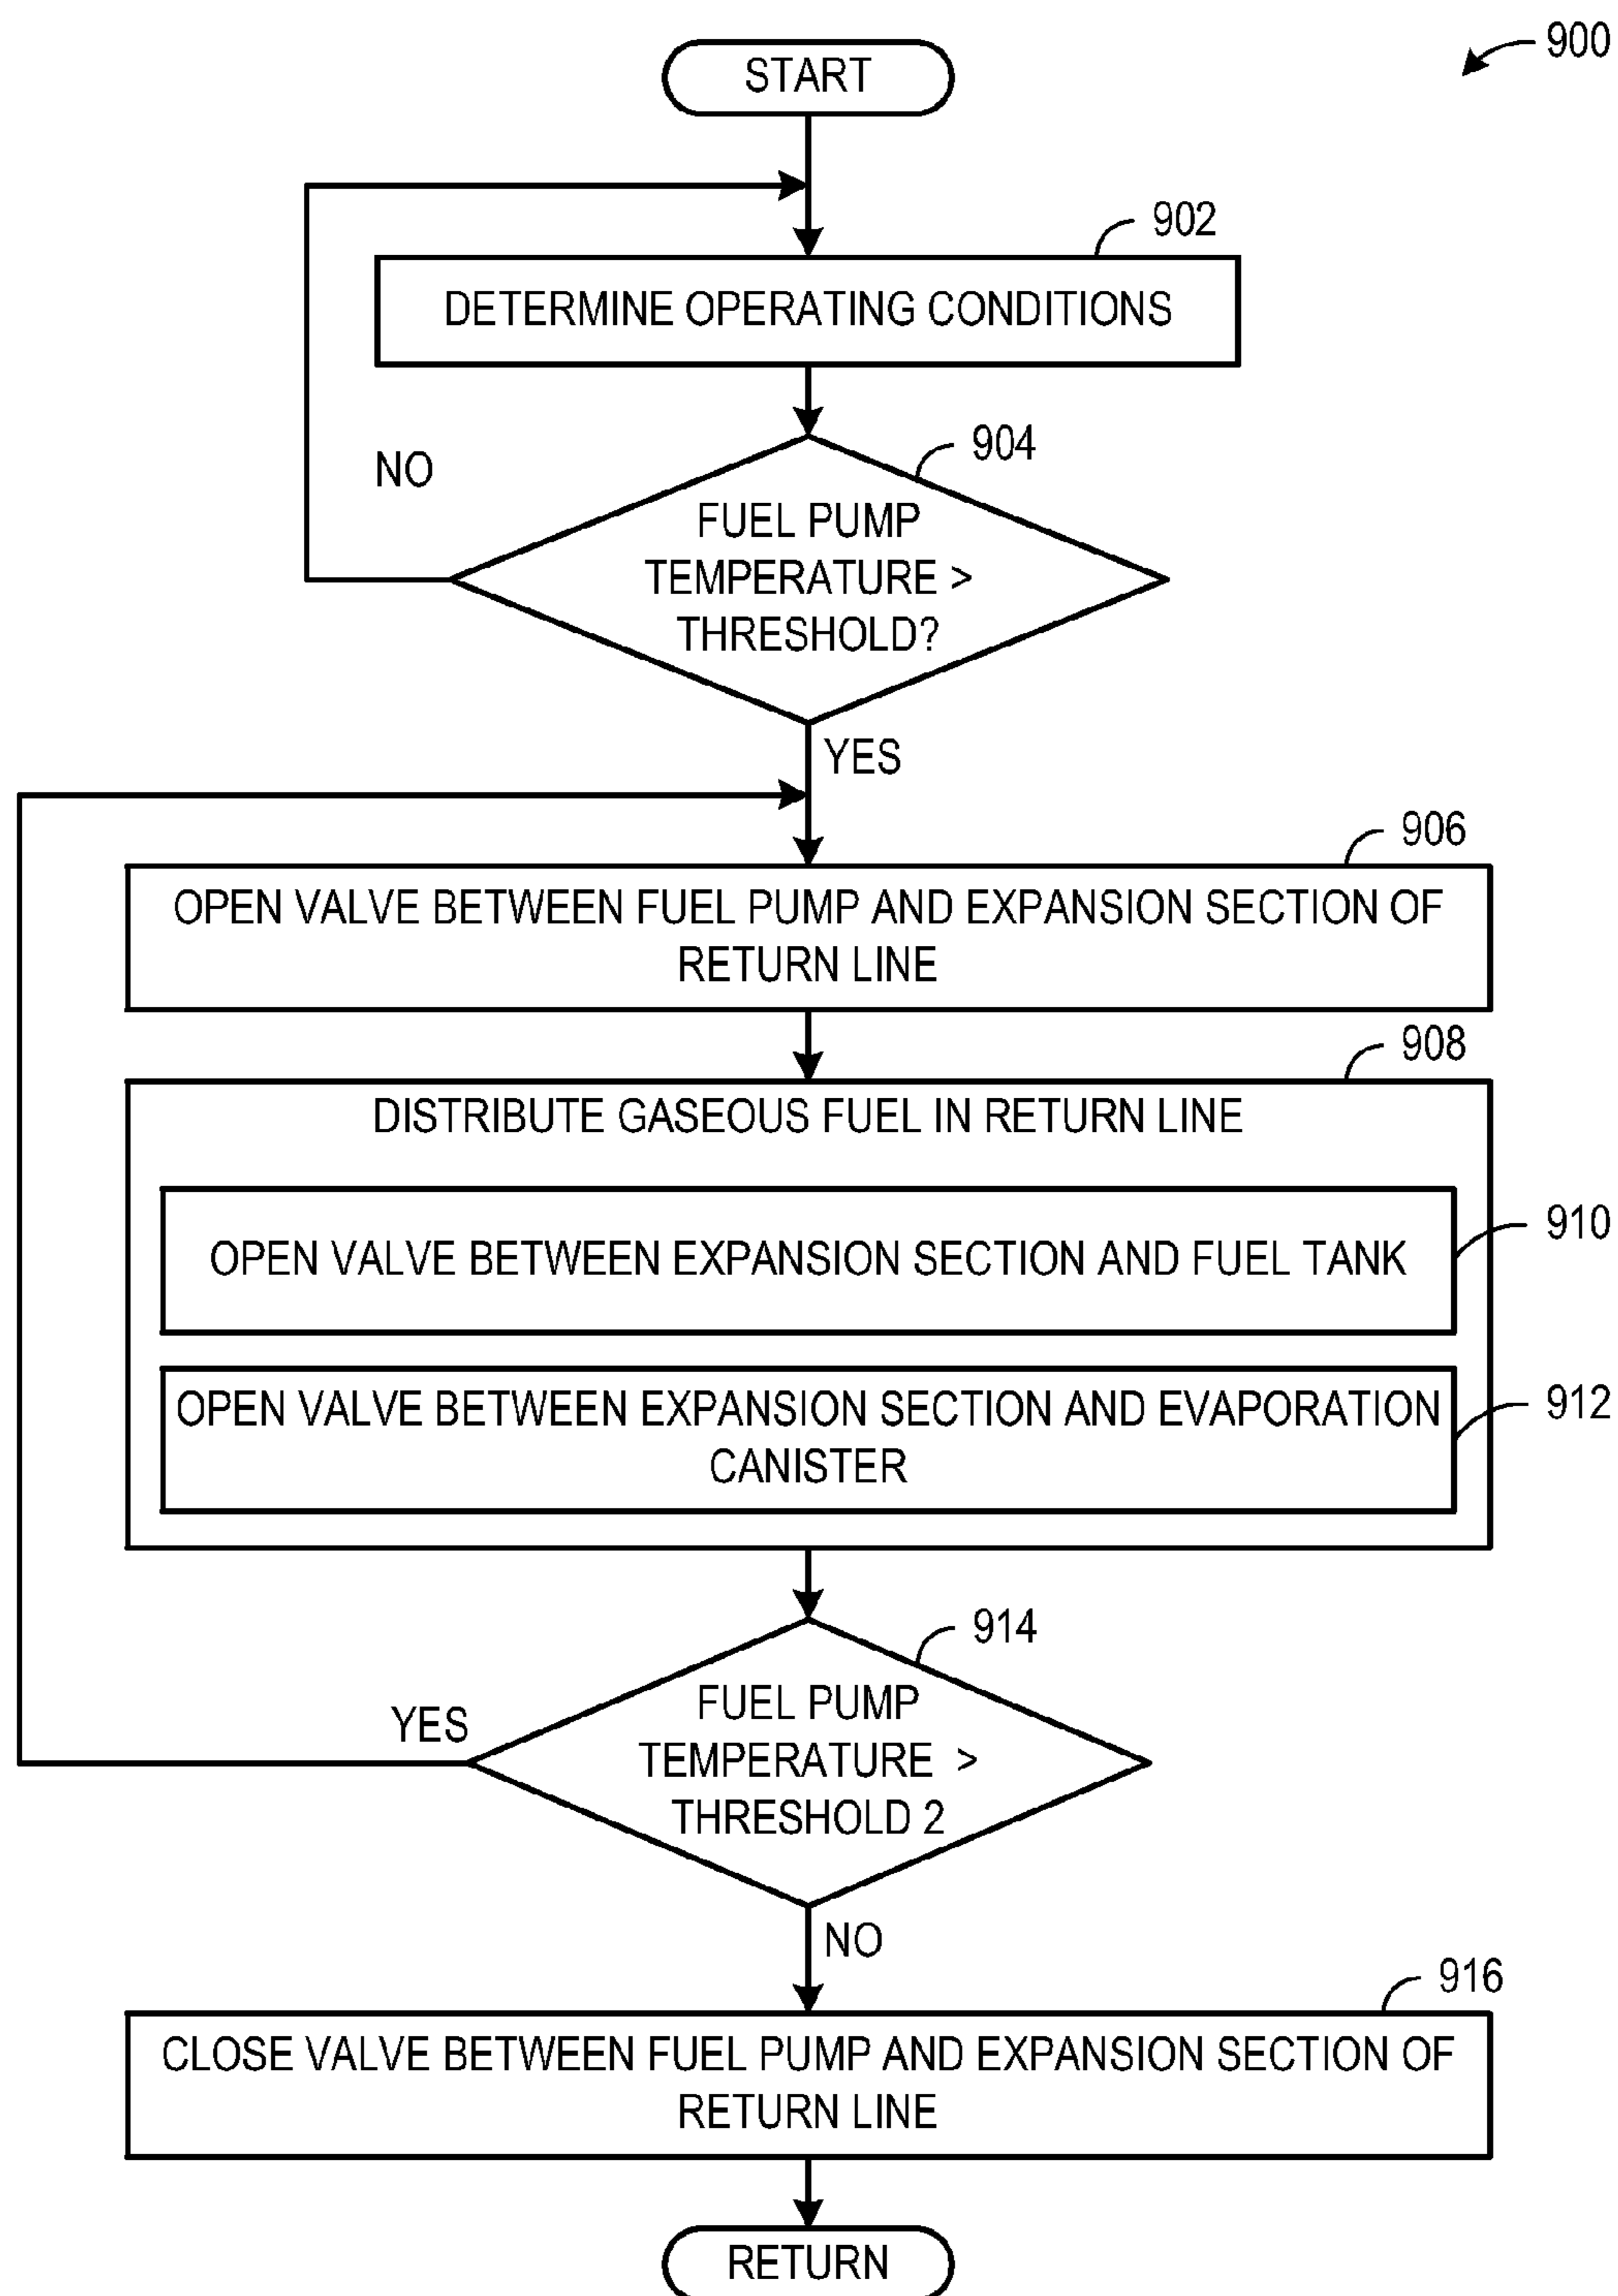 900
START
902
DETERMINE OPERATING CONDITIONS
904
NO
FUEL PUMP
TEMPERATURE >
THRESHOLD?
YES
906
OPEN VALVE BETWEEN FUEL PUMP AND EXPANSION SECTION OF
RETURN LINE
908
DISTRIBUTE GASEOUS FUEL IN RETURN LINE
910
OPEN VALVE BETWEEN EXPANSION SECTION AND FUEL TANK
912
OPEN VALVE BETWEEN EXPANSION SECTION AND EVAPORATION
CANISTER
914
YES
FUEL PUMP
TEMPERATURE >
THRESHOLD 2
NO
916
CLOSE VALVE BETWEEN FUEL PUMP AND EXPANSION SECTION OF
RETURN LINE
RETURN